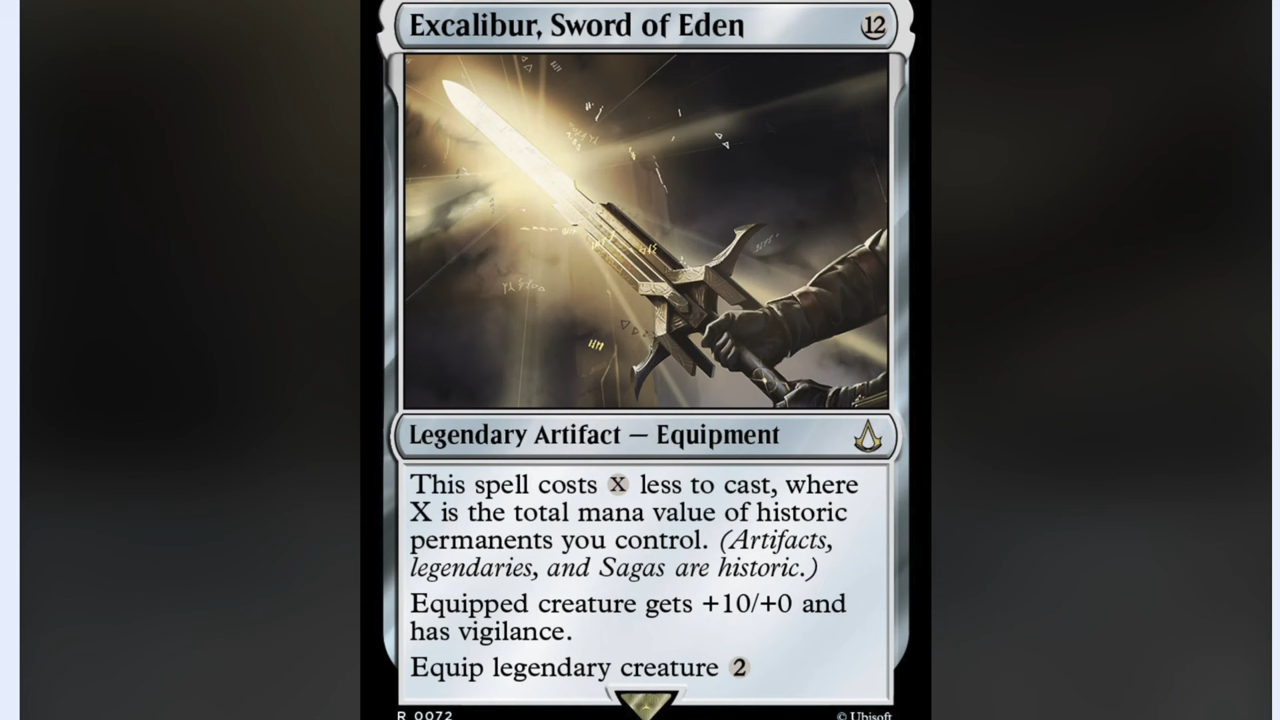 Excalibur, Sword of Eden 12
Legendary Artifact — Equipment
This spell costs X less to cast, where
X is the total mana value of historic
permanents you control. (Artifacts,
legendaries, and Sagas are historic.)
Equipped creature gets +10/+0 and
has vigilance.
Equip legendary creature 2
R 0072
© Ubisoft